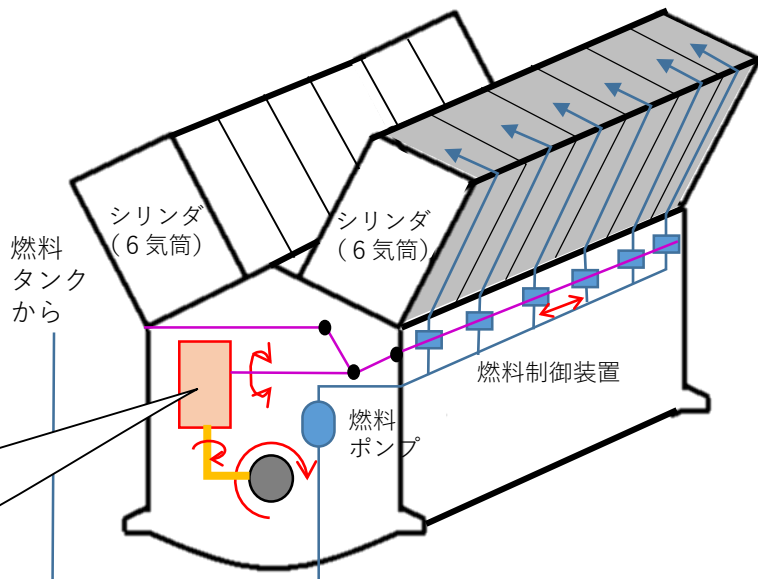 シリンダ
（６気筒）
シリンダ
（６気筒）
燃料
タンク
から
燃料制御装置
燃料
ポンプ